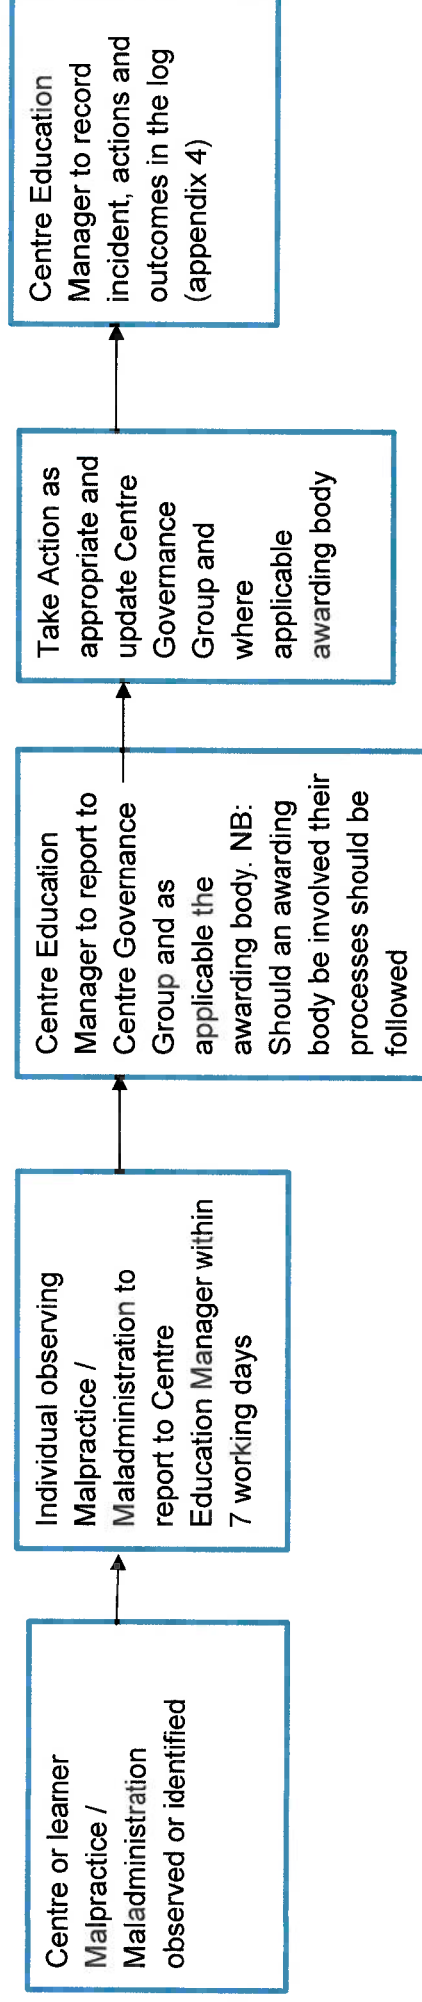 Centre or learner
Malpractice /
Maladministration
observed or identified
Individual observing
Malpractice /
Maladministration to
report to Centre
Education Manager within
7 working days
Centre Education
Manager to report to
Centre Governance
Group and as
applicable the
awarding body. NB:
Should an awarding
body be involved their
processes should be
followed
Take Action as
appropriate and
update Centre
Governance
Group and
where
applicable
awarding body
Centre Education
Manager to record
incident, actions and
outcomes in the log
(appendix 4)